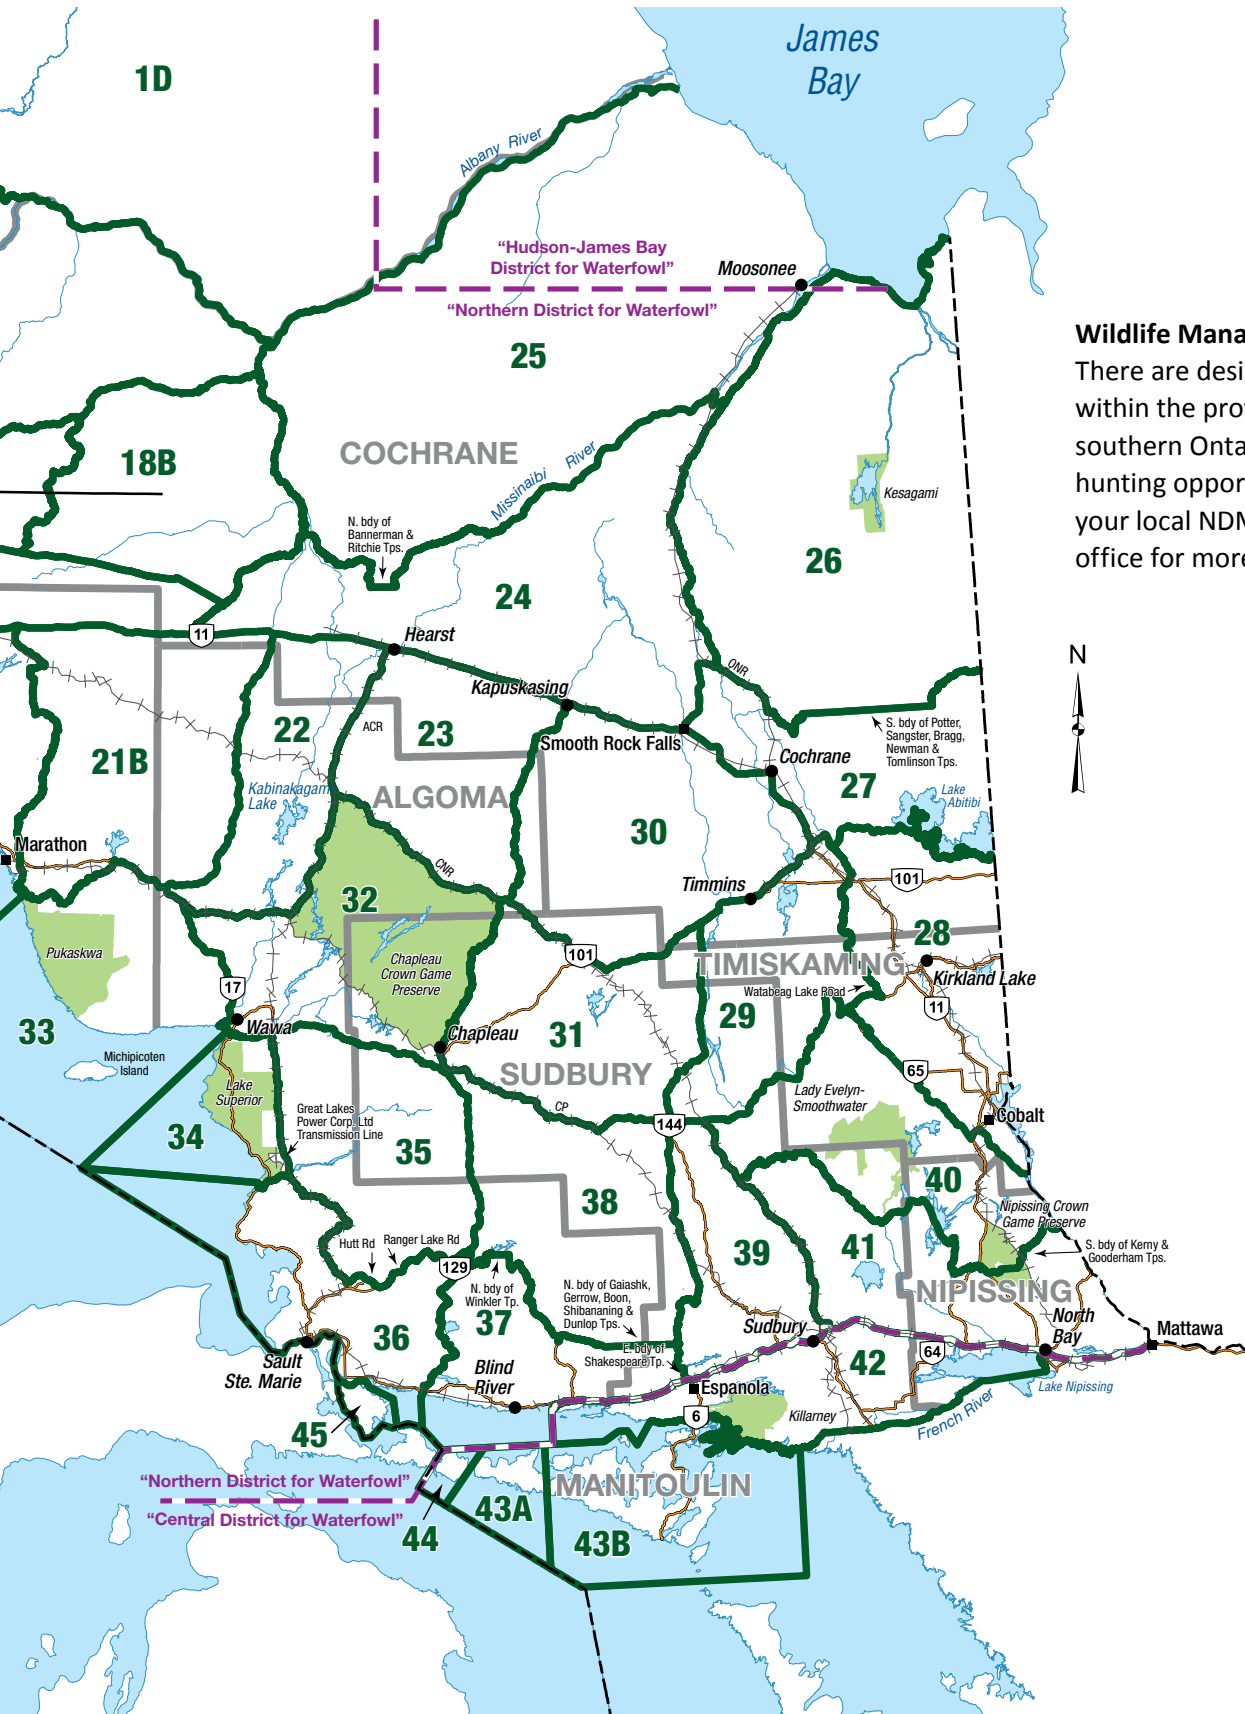 James
Bay
1D
Albany River
"Hudson-James Bay
District for Waterfowl"
Moosonee
"Northern District for Waterfowl"
25
Wildlife Mana
There are desi
within the prov
southern Onta
hunting oppor
your local NDM
office for more
COCHRANE
18B
Missinaibi River
Kesagami
N. bdy of
Bannerman &
Ritchie Tps.
26
24
11
Hearst
N
ONR
Kapuskasing
22
ACR
23
Smooth Rock Falls
S. bdy of Potter,
Sangster, Bragg,
Newman &
Tomlinson Tps.
21B
Cochrane
27
Kabinakagam
Lake
ALGOMA
Lake
Abitibi
30
Marathon
CNR
Timmins
101
32
28
Pukaskwa
Chapleau
Crown Game
Preserve
101
TIMISKAMING
Kirkland Lake
Watabeag Lake Road
17
11
29
33
Wawa
Chapleau
31
Michipicoten
Island
SUDBURY
65
Lake
Superior
Lady Evelyn-
Smoothwater
Great Lakes
Power Corp. Ltd
Transmission Line
CP
144
Cobalt
34
35
38
40
Nipissing Crown
Game Preserve
Hutt Rd
Ranger Lake Rd
39
41
S. bdy of Kerny &
Gooderham Tps.
129
N. bdy of
Winkler Tp.
N. bdy of Gaiashk,
Gerrow, Boon,
Shibananing &
Dunlop Tps.
NIPISSING
37
36
Sudbury
North
Bay
Mattawa
E. bdy of
Shakespeare Tp.
64
42
Sault
Ste. Marie
Blind
River
Espanola
Lake Nipissing
6
Killarney
French River
45
"Northern District for Waterfowl"
MANITOULIN
"Central District for Waterfowl"
43A
44
43B